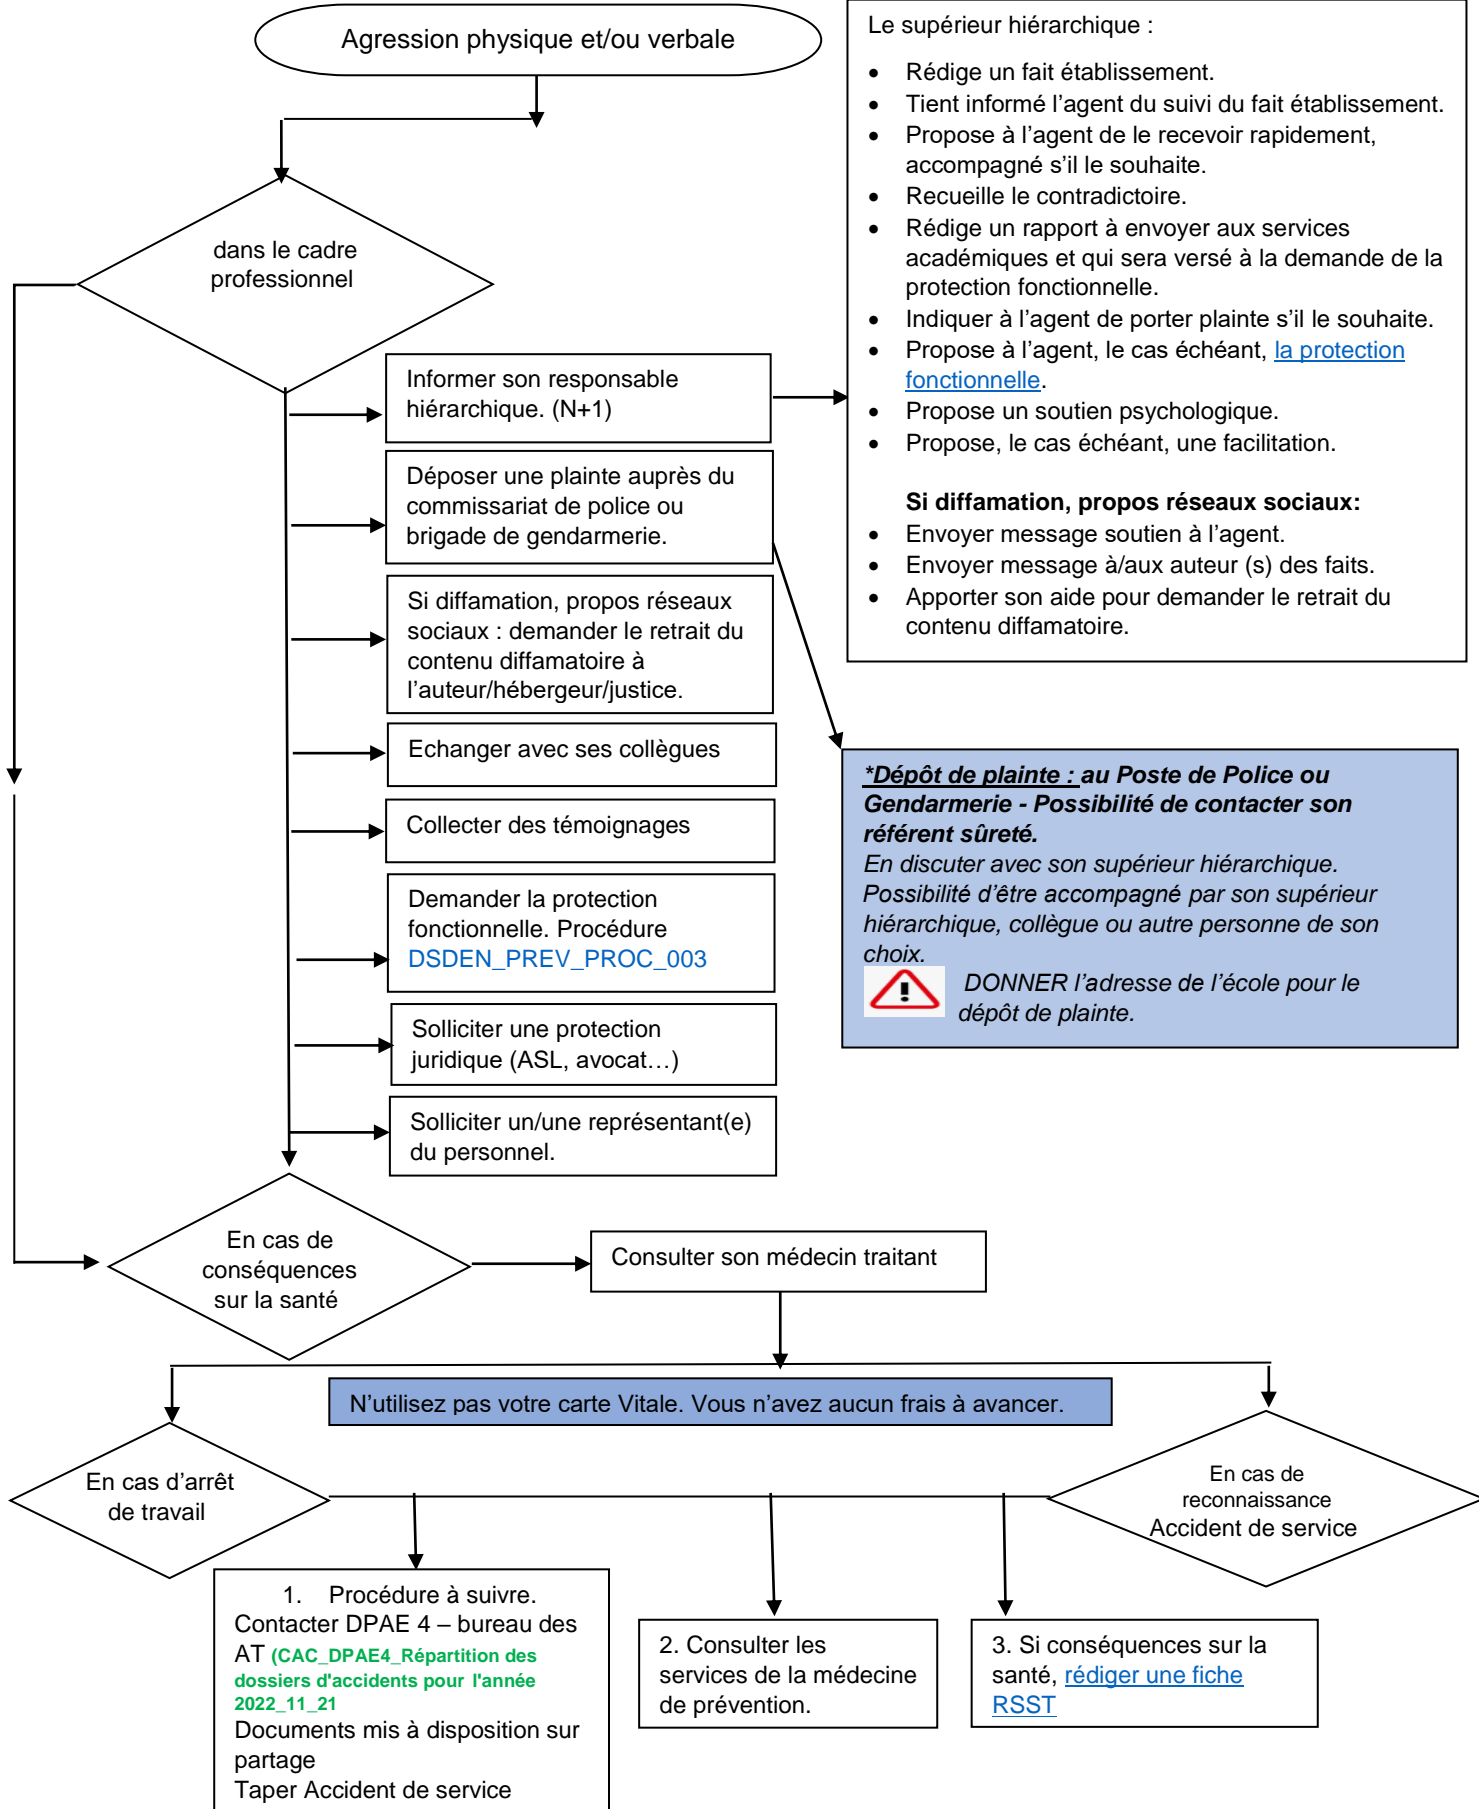 Agression physique et/ou verbale
Le supérieur hiérarchique :
• Rédige un fait établissement.
• Tient informé l’agent du suivi du fait établissement.
• Propose à l’agent de le recevoir rapidement,
accompagné s’il le souhaite.
• Recueille le contradictoire.
• Rédige un rapport à envoyer aux services
académiques et qui sera versé à la demande de la
protection fonctionnelle.
• Indiquer à l’agent de porter plainte s’il le souhaite.
• Propose à l’agent, le cas échéant, la protection
fonctionnelle.
• Propose un soutien psychologique.
• Propose, le cas échéant, une facilitation.
Si diffamation, propos réseaux sociaux:
• Envoyer message soutien à l’agent.
• Envoyer message à/aux auteur (s) des faits.
• Apporter son aide pour demander le retrait du
contenu diffamatoire.
dans le cadre
professionnel
Informer son responsable
hiérarchique. (N+1)
Déposer une plainte auprès du
commissariat de police ou
brigade de gendarmerie.
Si diffamation, propos réseaux
sociaux : demander le retrait du
contenu diffamatoire à
l’auteur/hébergeur/justice.
Echanger avec ses collègues
Collecter des témoignages
Demander la protection
fonctionnelle. Procédure
DSDEN_PREV_PROC_003
Solliciter une protection
juridique (ASL, avocat…)
Solliciter un/une représentant(e)
du personnel.
*Dépôt de plainte : au Poste de Police ou
Gendarmerie - Possibilité de contacter son
référent sûreté.
En discuter avec son supérieur hiérarchique.
Possibilité d’être accompagné par son supérieur
hiérarchique, collègue ou autre personne de son
choix.
DONNER l’adresse de l’école pour le
dépôt de plainte.
En cas de
conséquences
sur la santé
Consulter son médecin traitant
N’utilisez pas votre carte Vitale. Vous n’avez aucun frais à avancer.
En cas d’arrêt
de travail
En cas de
reconnaissance
Accident de service
1. Procédure à suivre.
Contacter DPAE 4 – bureau des
AT (CAC_DPAE4_Répartition des
dossiers d'accidents pour l'année
2022_11_21
Documents mis à disposition sur
partage
Taper Accident de service
2. Consulter les
services de la médecine
de prévention.
3. Si conséquences sur la
santé, rédiger une fiche
RSST